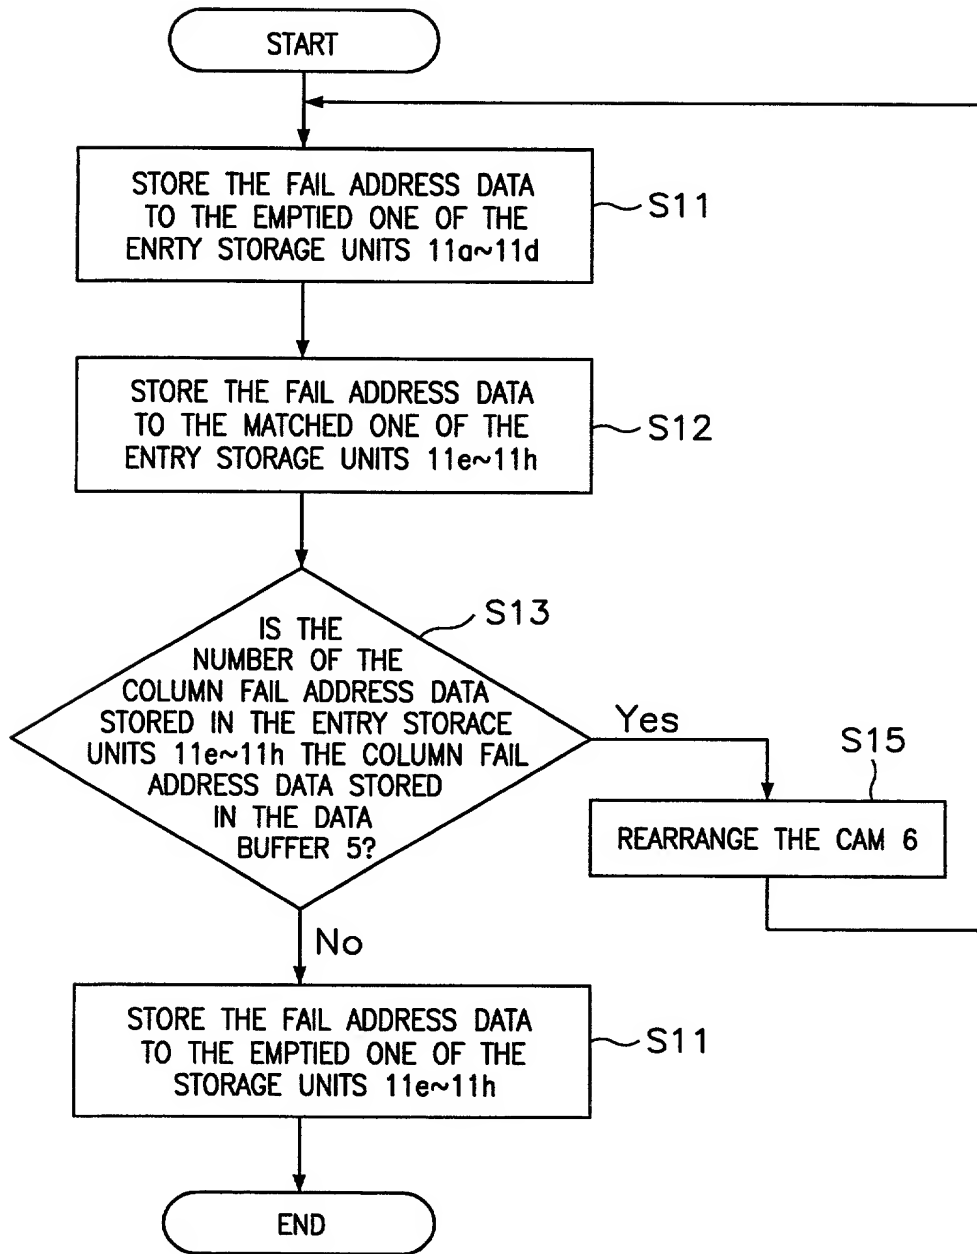 START
STORE THE FAIL ADDRESS DATA
TO THE EMPTIED ONE OF THE
ENRTY STORAGE UNITS 11a~11d
S11
STORE THE FAIL ADDRESS DATA
TO THE MATCHED ONE OF THE
ENTRY STORAGE UNITS 11e~11h
S12
S13
IS THE
NUMBER OF THE
COLUMN FAIL ADDRESS DATA
STORED IN THE ENTRY STORACE
UNITS 11e~11h THE COLUMN FAIL
ADDRESS DATA STORED
IN THE DATA
BUFFER 5?
Yes
S15
REARRANGE THE CAM 6
No
STORE THE FAIL ADDRESS DATA
TO THE EMPTIED ONE OF THE
STORAGE UNITS 11e~11h
S11
END